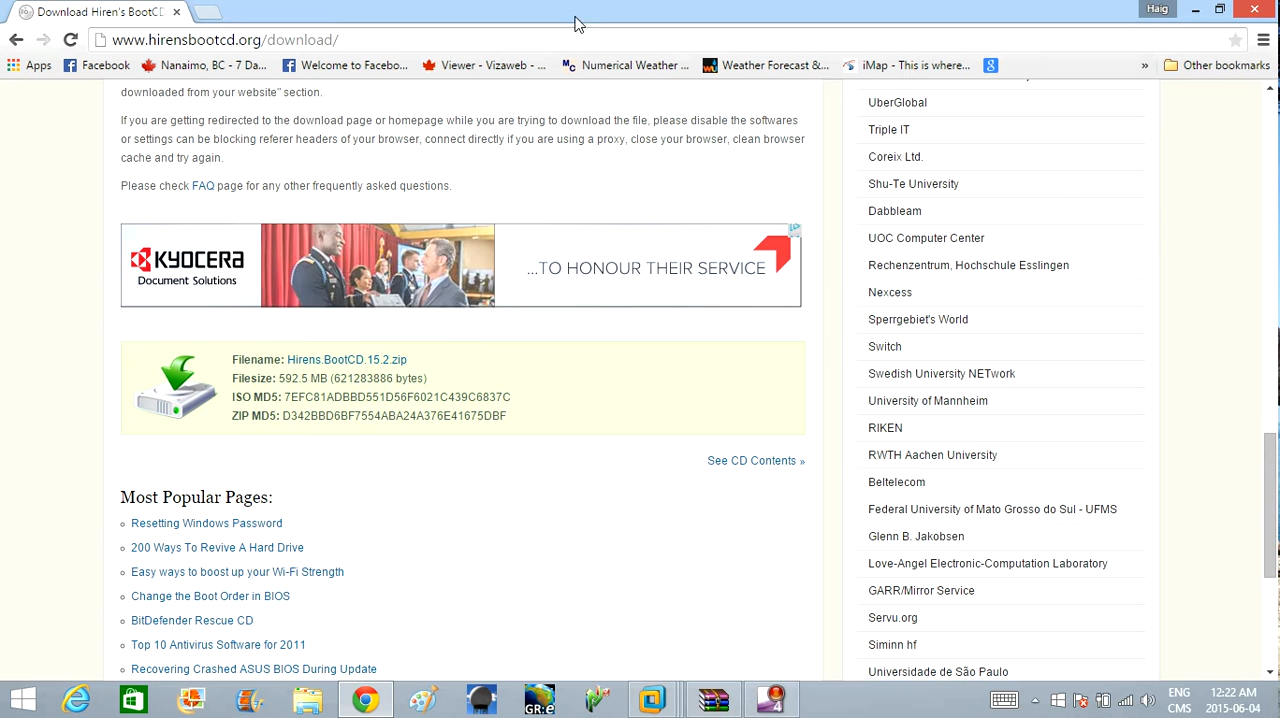 Download Hiren's BootCD
Haig
www.hirensbootcd.org/download/
Apps
Facebook
Nanaimo, BC - 7 Da...
Welcome to Facebo...
Viewer - Vizaweb - ...
Numerical Weather ...
Weather Forecast &...
iMap - This is where...
»
Other bookmarks
downloaded from your website" section.
If you are getting redirected to the download page or homepage while you are trying to download the file, please disable the softwares
or settings can be blocking referer headers of your browser, connect directly if you are using a proxy, close your browser, clean browser
cache and try again.
Please check FAQ page for any other frequently asked questions.
KYOCERA
Document Solutions
...TO HONOUR THEIR SERVICE
Filename: Hirens.BootCD.15.2.zip
Filesize: 592.5 MB (621283886 bytes)
ISO MD5: 7EFC81ADBBD551D56F6021C439C6837C
ZIP MD5: D342BBD6BF7554ABA24A376E41675DBF
See CD Contents »
Most Popular Pages:
Resetting Windows Password
200 Ways To Revive A Hard Drive
Easy ways to boost up your Wi-Fi Strength
Change the Boot Order in BIOS
BitDefender Rescue CD
Top 10 Antivirus Software for 2011
Recovering Crashed ASUS BIOS During Update
UberGlobal
Triple IT
Coreix Ltd.
Shu-Te University
Dabbleam
UOC Computer Center
Rechenzentrum, Hochschule Esslingen
Nexcess
Sperrgebiet's World
Switch
Swedish University NETwork
University of Mannheim
RIKEN
RWTH Aachen University
Beltelecom
Federal University of Mato Grosso do Sul - UFMS
Glenn B. Jakobsen
Love-Angel Electronic-Computation Laboratory
GARR/Mirror Service
Servu.org
Siminn hf
Universidade de São Paulo
GR:e
4
ENG
CMS
12:22 AM
2015-06-04